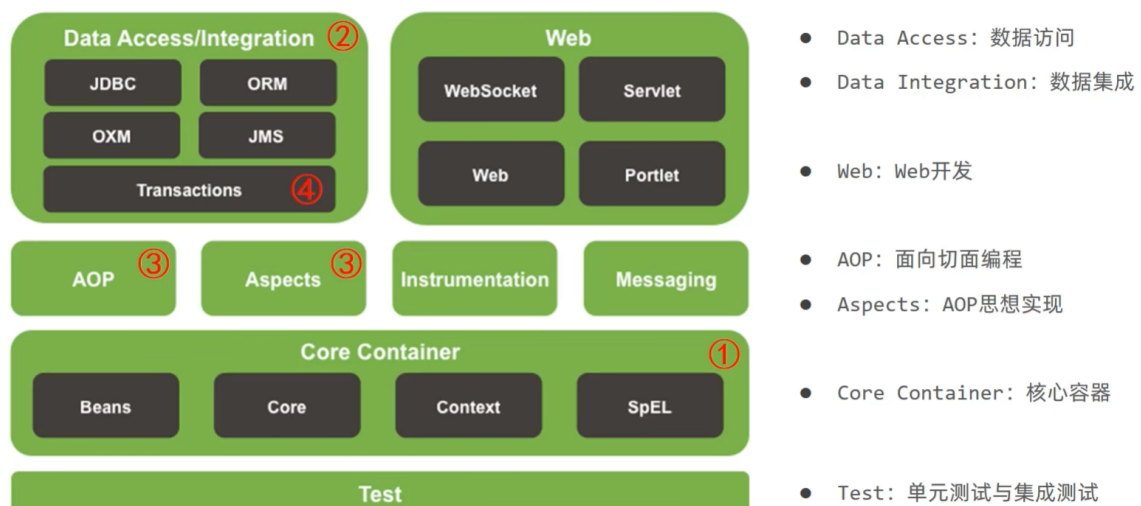 Data Access/Integration ②
JDBC ORM
OXM JMS
Transactions ④
Web
WebSocket Servlet
Web Portlet
AOP ③
Aspects ③
Instrumentation
Messaging
Core Container ①
Beans Core Context SpEL
Test
● Data Access: 数据访问
● Data Integration: 数据集成
● Web: Web开发
● AOP: 面向切面编程
● Aspects: AOP思想实现
● Core Container: 核心容器
● Test: 单元测试与集成测试